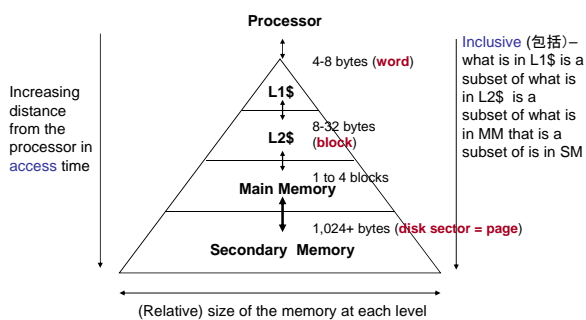 Processor
4-8 bytes (word)
Increasing
distance
from the
processor in
access time
L1$
8-32 bytes
(block)
L2$
1 to 4 blocks
Main Memory
1,024+ bytes (disk sector = page)
Secondary Memory
Inclusive (包括)–
what is in L1$ is a
subset of what
is in L2$ is a
subset of what is
in MM that is a
subset of is in SM
(Relative) size of the memory at each level